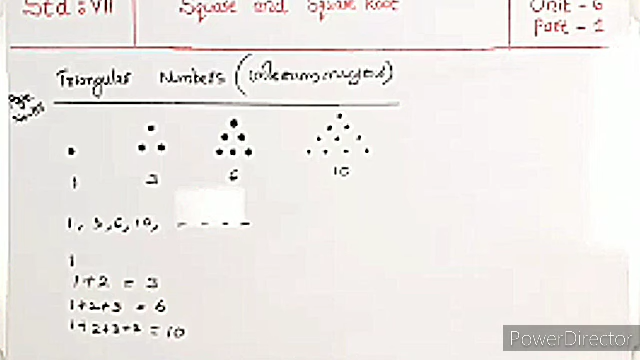 Std : VII
Square and Square Root
Unit - 6
Part - 1
Triangular Numbers
1 3 6 10
1, 3, 6, 10, - - - -
1
1+2 = 3
1+2+3 = 6
1+2+3+4 = 10
PowerDirector